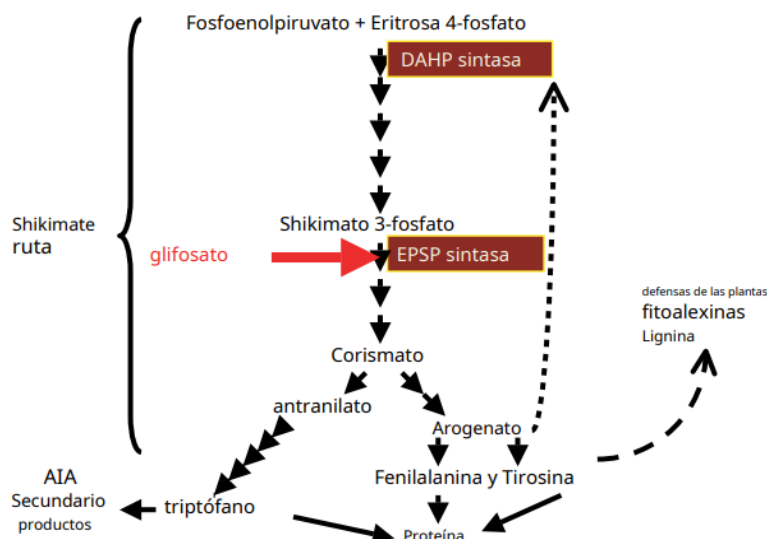 Fosfoenolpiruvato + Eritrosa 4-fosfato
DAHP sintasa
Shikimate
ruta
Shikimato 3-fosfato
glifosato
EPSP sintasa
defensas de las plantas
fitoalexinas
Lignina
Corismato
antranilato
Arogenato
AIA
Secundario
productos
triptófano
Fenilalanina y Tirosina
Proteína